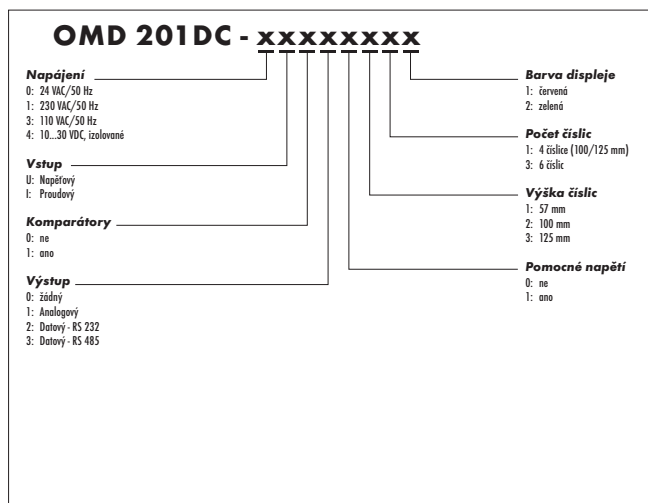 OMD 201DC - xxxxxxxx
Napájení
0: 24 VAC/50 Hz
1: 230 VAC/50 Hz
3: 110 VAC/50 Hz
4: 10...30 VDC, izolované
Vstup
U: Napěťový
I: Proudový
Komparátory
0: ne
1: ano
Výstup
0: žádný
1: Analogový
2: Datový - RS 232
3: Datový - RS 485
Barva displeje
1: červená
2: zelená
Počet číslic
1: 4 číslice (100/125 mm)
3: 6 číslic
Výška číslic
1: 57 mm
2: 100 mm
3: 125 mm
Pomocné napětí
0: ne
1: ano